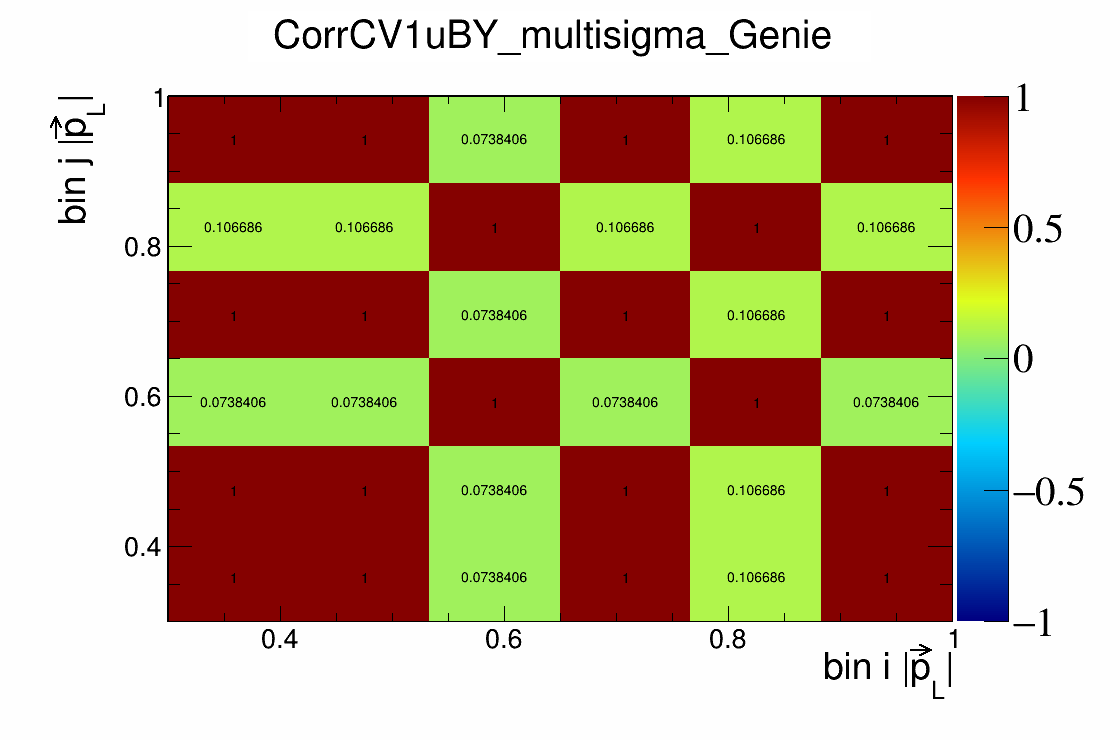 CorrCV1uBY_multisigma_Genie
bin j |p⃗_L|
1
0.8
0.6
0.4
1 1 0.0738406 1 0.106686 1
0.106686 0.106686 1 0.106686 1 0.106686
1 1 0.0738406 1 0.106686 1
0.0738406 0.0738406 1 0.0738406 1 0.0738406
1 1 0.0738406 1 0.106686 1
1 1 0.0738406 1 0.106686 1
0.4 0.6 0.8 1
bin i |p⃗_L|
1
0.5
0
−0.5
−1